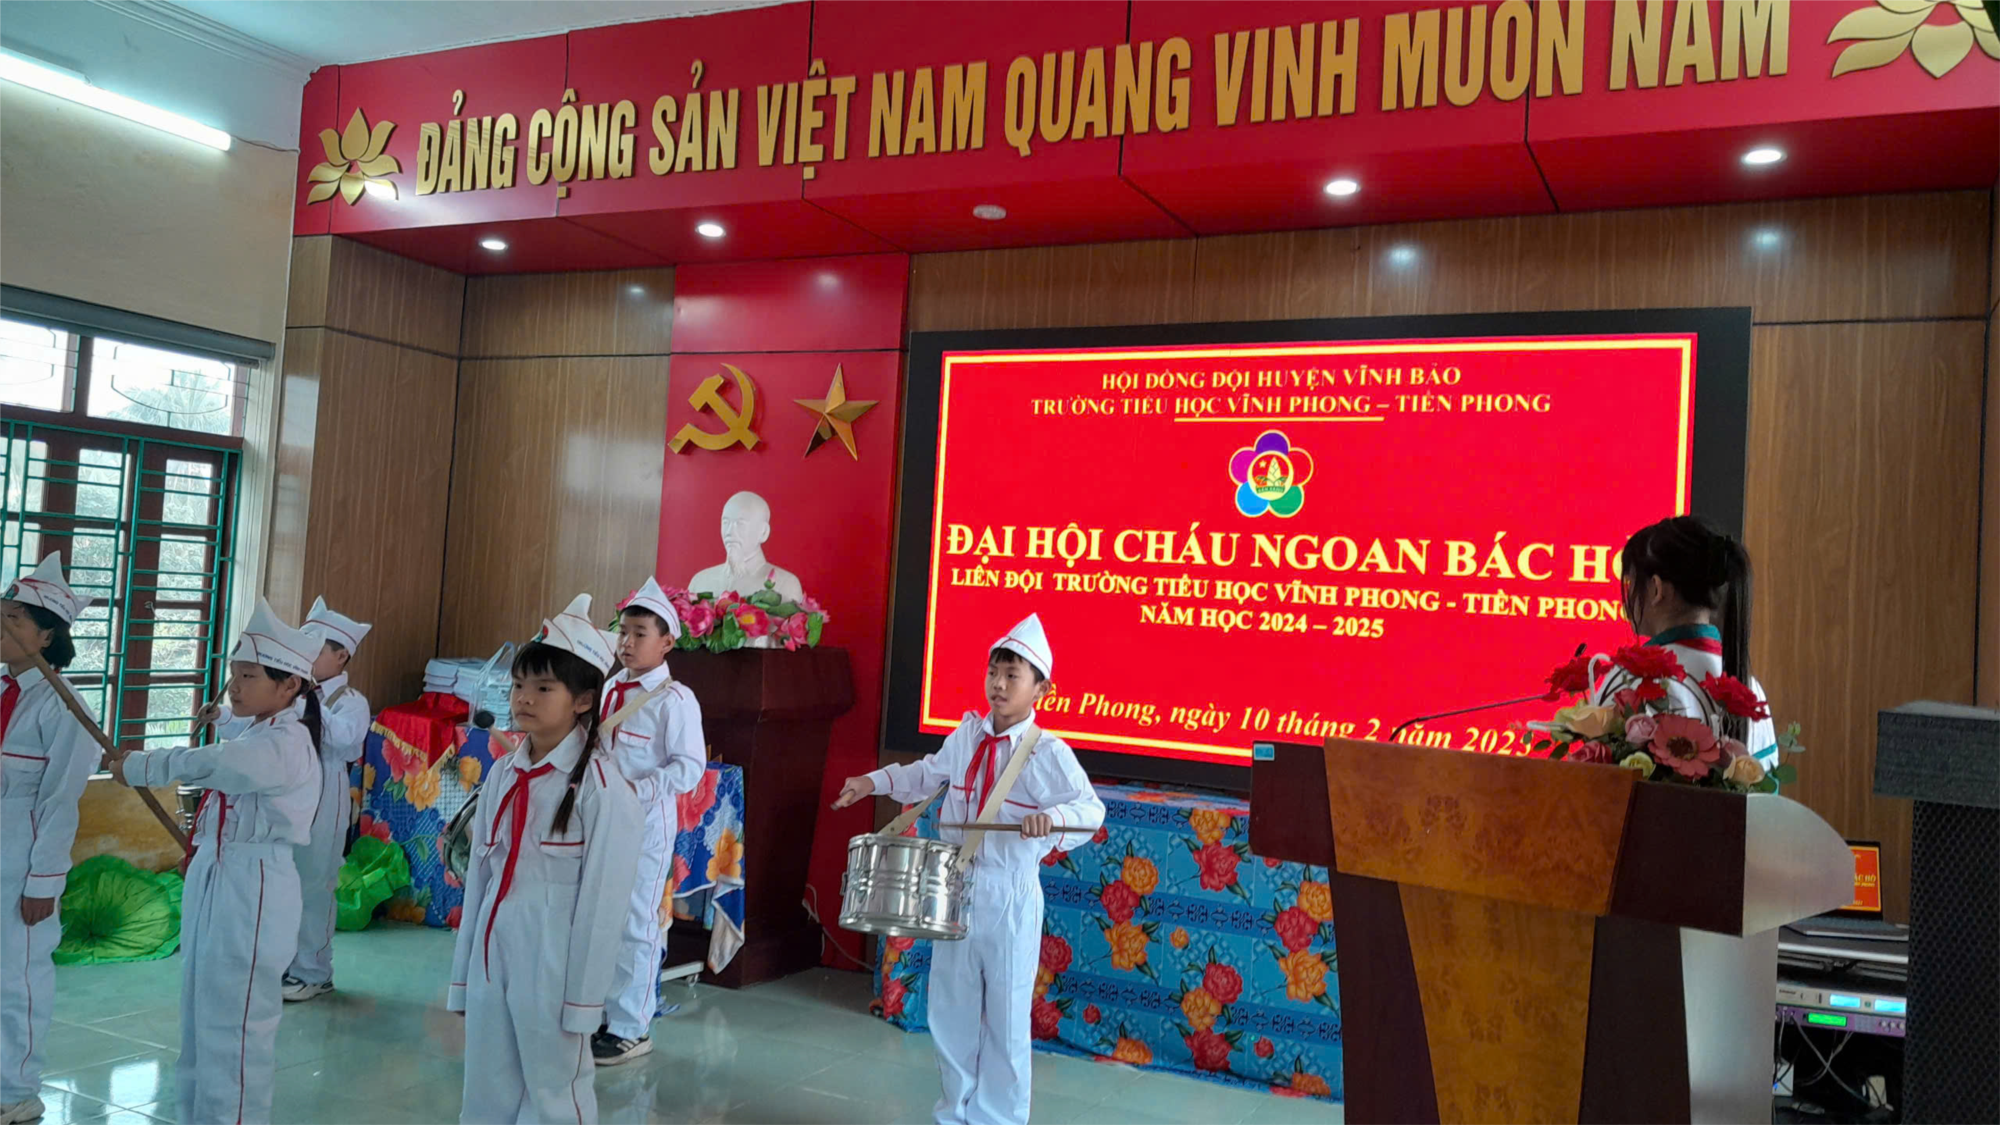 ĐẢNG CỘNG SẢN VIỆT NAM QUANG VINH MUÔN NĂM
HỘI ĐỒNG ĐỘI HUYỆN VĨNH BẢO
TRƯỜNG TIỂU HỌC VĨNH PHONG – TIỀN PHONG
ĐẠI HỘI CHÁU NGOAN BÁC HỒ
LIÊN ĐỘI TRƯỜNG TIỂU HỌC VĨNH PHONG - TIỀN PHONG
NĂM HỌC 2024 – 2025
Tiền Phong, ngày 10 tháng 2 năm 2025